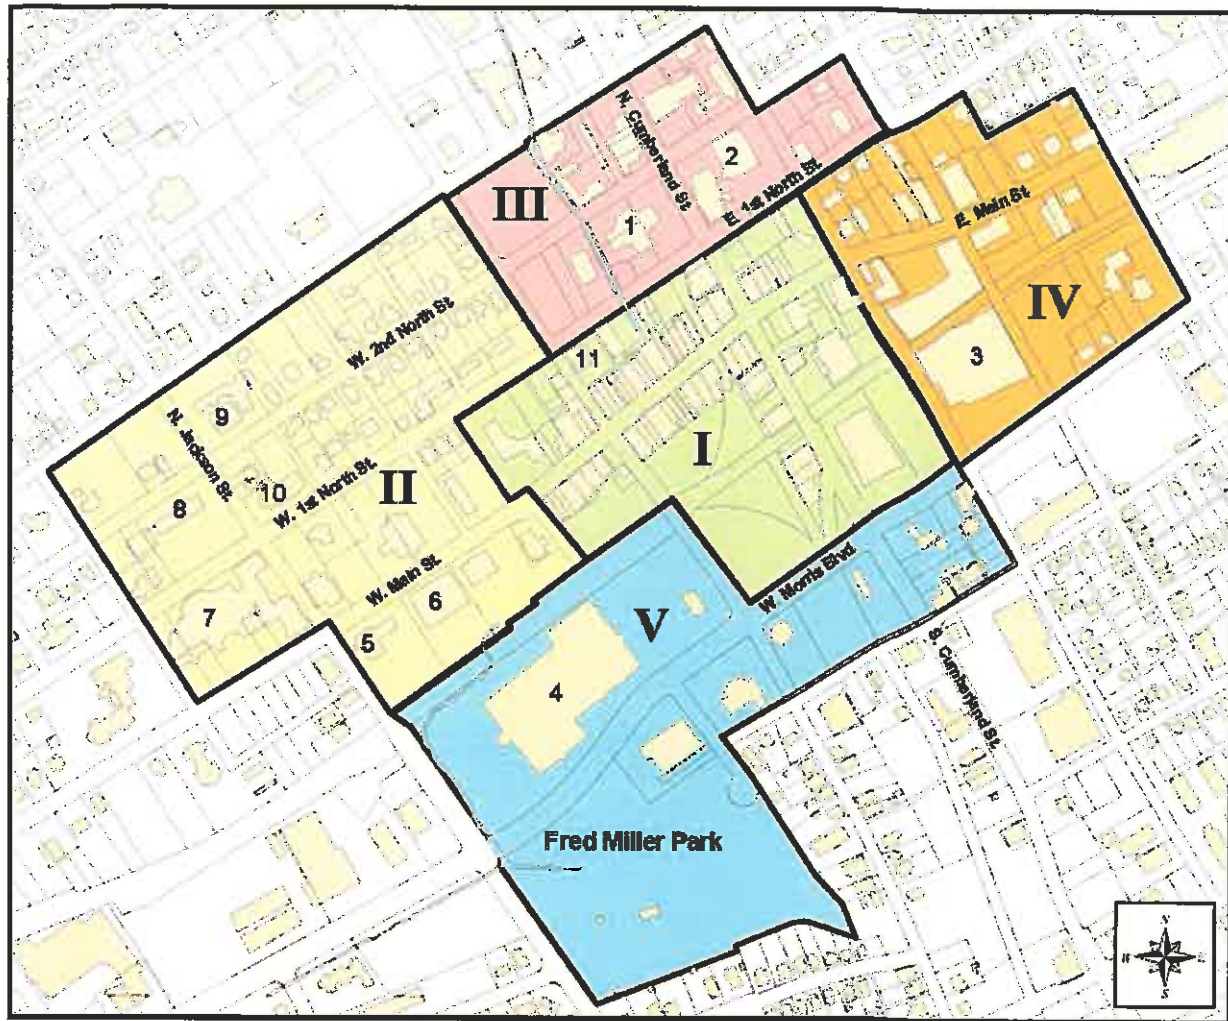 N. Cumberland St.
2
III
1
E. 1st North St.
E. Main St.
IV
W. 2nd North St.
11
3
9
N. Jackson St.
I
10
II
8
W. 1st North St.
W. Main St.
6
W. Morris Blvd.
7
V
5
4
S. Cumberland St.
Fred Miller Park